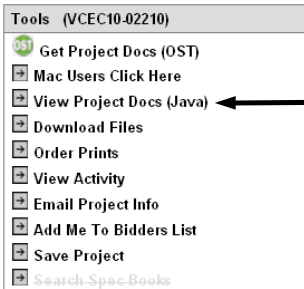 Tools (VCEC10-02210)
OST Get Project Docs (OST)
Mac Users Click Here
View Project Docs (Java)
Download Files
Order Prints
View Activity
Email Project Info
Add Me To Bidders List
Save Project
Search Spec Books